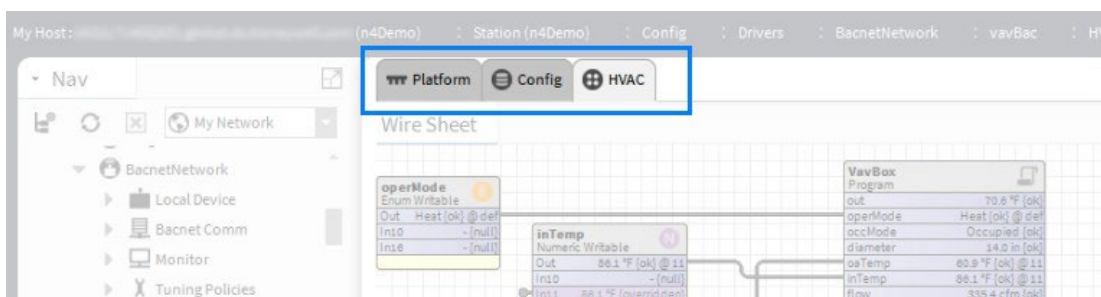 My Host: (n4Demo) : Station (n4Demo) : Config : Drivers : BacnetNetwork : vavBac : H
Nav
My Network
BacnetNetwork
Local Device
Bacnet Comm
Monitor
Tuning Policies
Platform Config HVAC
Wire Sheet
operMode
Enum Writable
Out Heat {ok} @ def
In10 - {null}
In16 - {null}
inTemp
Numeric Writable
N
Out 86.1 °F {ok} @ 11
In10 - {null}
In11 86.1 °F {overridden}
VavBox
Program
out 70.6 °F {ok}
operMode Heat {ok} @ def
occMode Occupied {ok}
diameter 14.0 in {ok}
oaTemp 60.9 °F {ok} @ 11
inTemp 86.1 °F {ok} @ 11
flow 335.4 cfm {ok}